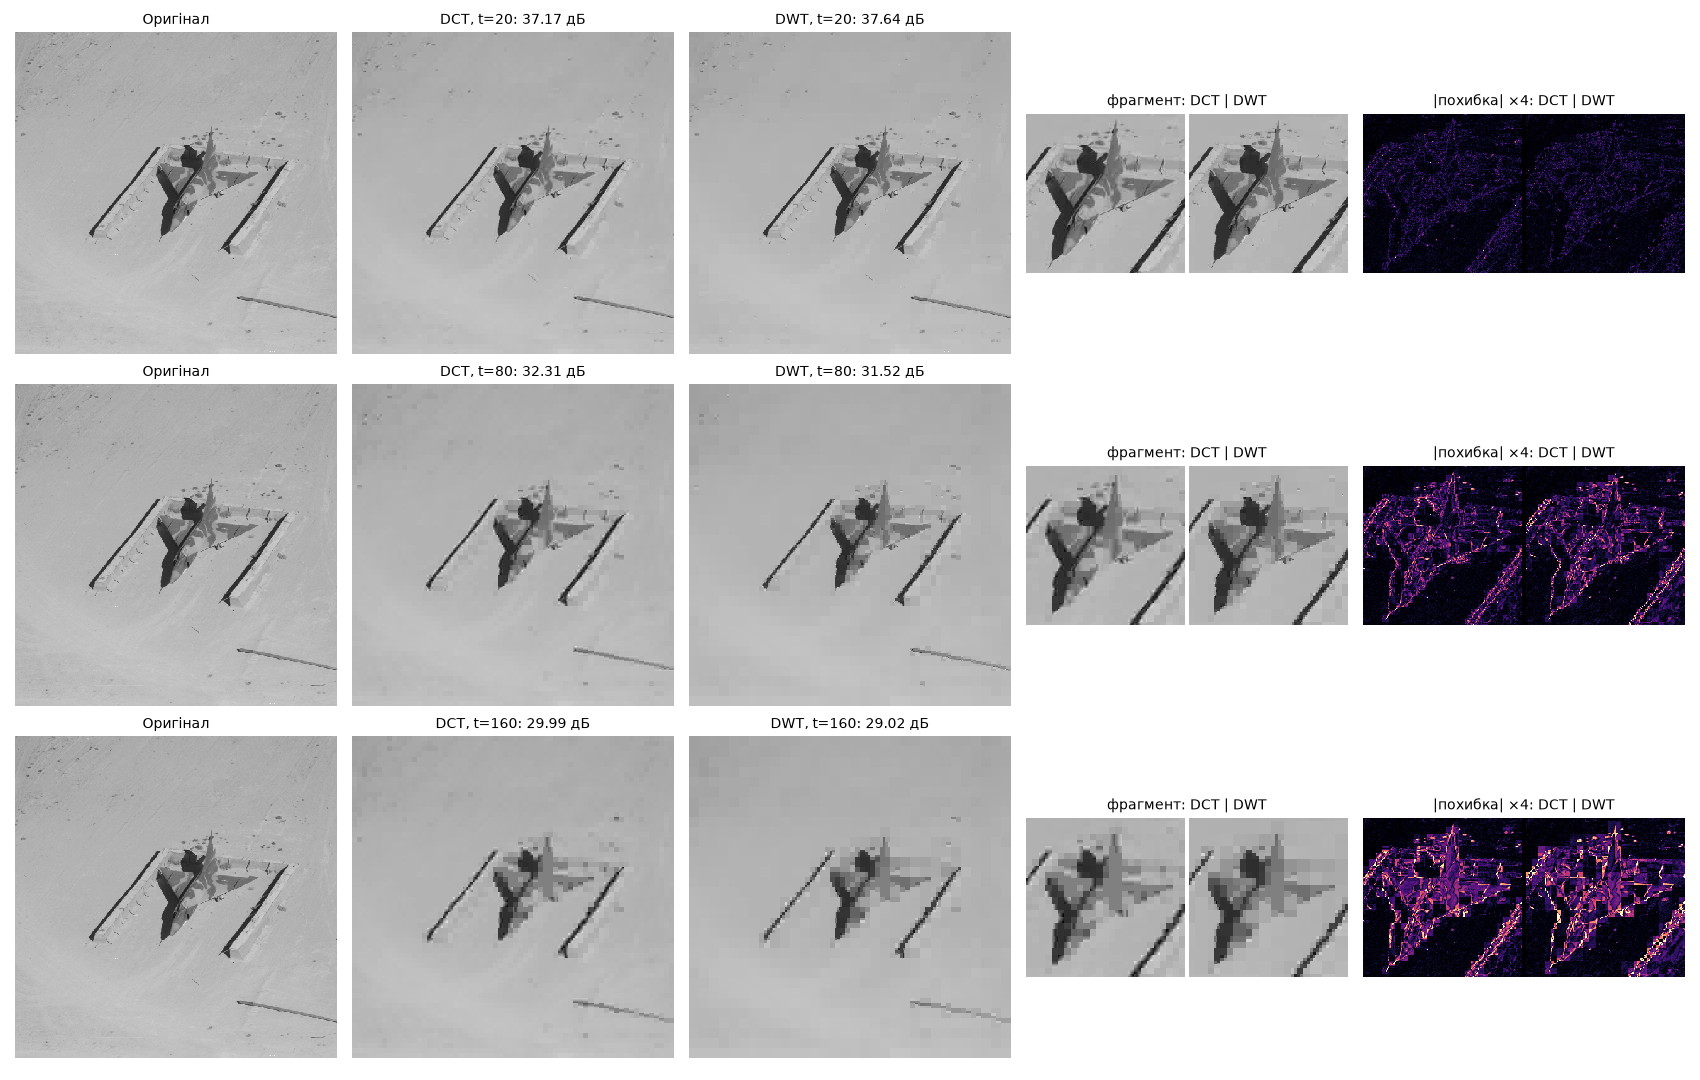 Оригінал
DCT, t=20: 37.17 дБ
DWT, t=20: 37.64 дБ
фрагмент: DCT | DWT
|похибка| ×4: DCT | DWT
Оригінал
DCT, t=80: 32.31 дБ
DWT, t=80: 31.52 дБ
фрагмент: DCT | DWT
|похибка| ×4: DCT | DWT
Оригінал
DCT, t=160: 29.99 дБ
DWT, t=160: 29.02 дБ
фрагмент: DCT | DWT
|похибка| ×4: DCT | DWT